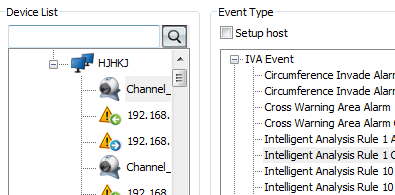 Device List
HJHKJ
Channel_
192.168.
192.168.
Channel_
192.168.
Event Type
Setup host
IVA Event
Circumference Invade Alarm
Circumference Invade Alar
Cross Warning Area Alarm
Cross Warning Area Alarm
Intelligent Analysis Rule 1 A
Intelligent Analysis Rule 1 C
Intelligent Analysis Rule 10
Intelligent Analysis Rule 10